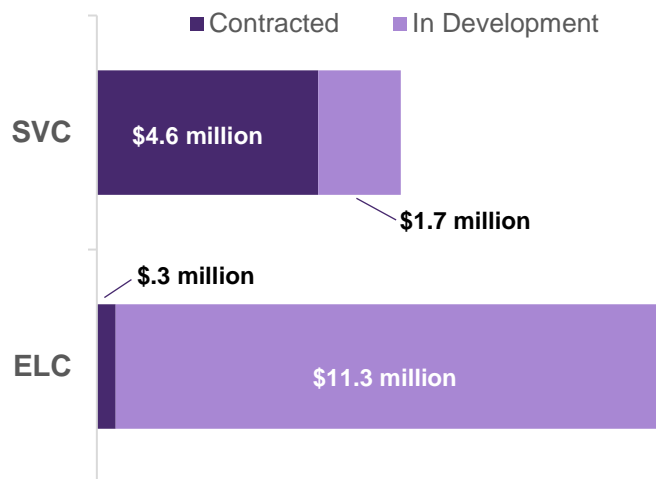 Contracted In Development
SVC
$4.6 million
$1.7 million
$.3 million
ELC
$11.3 million